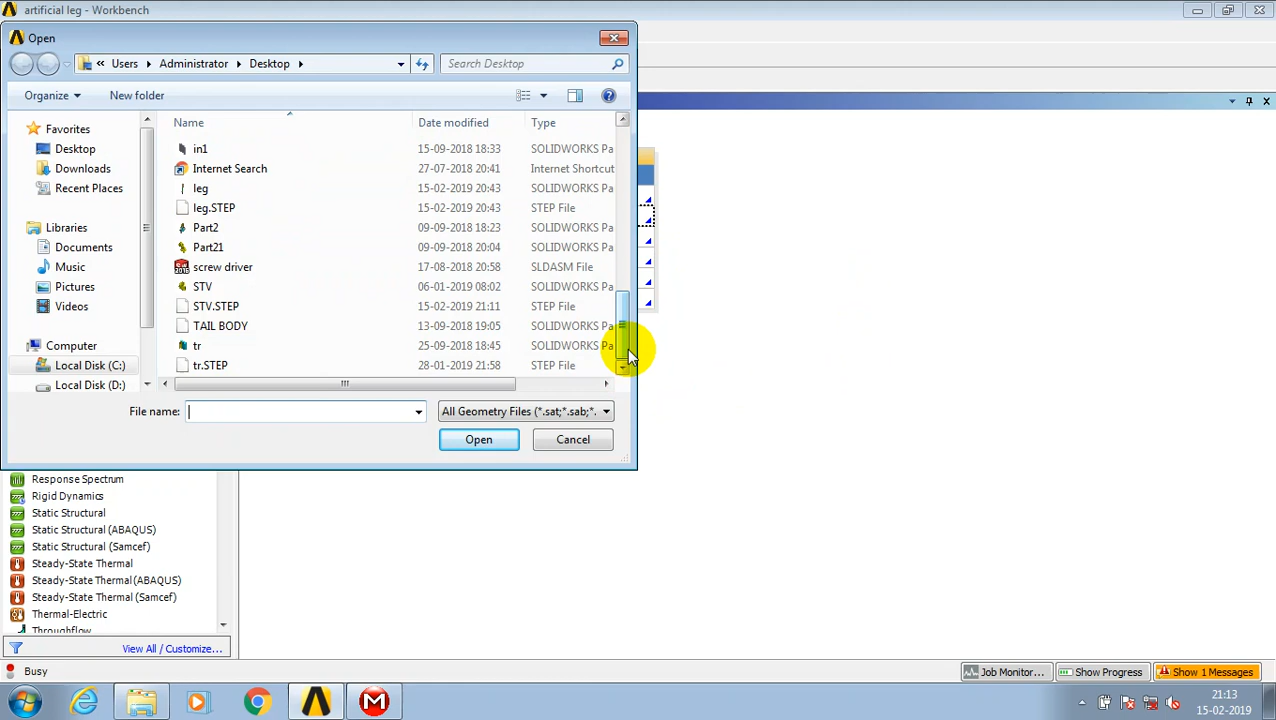 artificial leg - Workbench
Open
« Users Administrator Desktop
Search Desktop
Organize New folder
Name Date modified Type
Favorites
Desktop
Downloads
Recent Places
Libraries
Documents
Music
Pictures
Videos
Computer
Local Disk (C:)
Local Disk (D:)
in1 15-09-2018 18:33 SOLIDWORKS Pa
Internet Search 27-07-2018 20:41 Internet Shortcut
leg 15-02-2019 20:43 SOLIDWORKS Pa
leg.STEP 15-02-2019 20:43 STEP File
Part2 09-09-2018 18:23 SOLIDWORKS Pa
Part21 09-09-2018 20:04 SOLIDWORKS Pa
screw driver 17-08-2018 20:58 SLDASM File
STV 06-01-2019 08:02 SOLIDWORKS Pa
STV.STEP 15-02-2019 21:11 STEP File
TAIL BODY 13-09-2018 19:05 SOLIDWORKS Pa
tr 25-09-2018 18:45 SOLIDWORKS Pa
tr.STEP 28-01-2019 21:58 STEP File
File name: All Geometry Files (*.sat;*.sab;*.
Open Cancel
Response Spectrum
Rigid Dynamics
Static Structural
Static Structural (ABAQUS)
Static Structural (Samcef)
Steady-State Thermal
Steady-State Thermal (ABAQUS)
Steady-State Thermal (Samcef)
Thermal-Electric
Throughflow
View All / Customize...
Busy
Job Monitor... Show Progress Show 1 Messages
21:13
15-02-2019